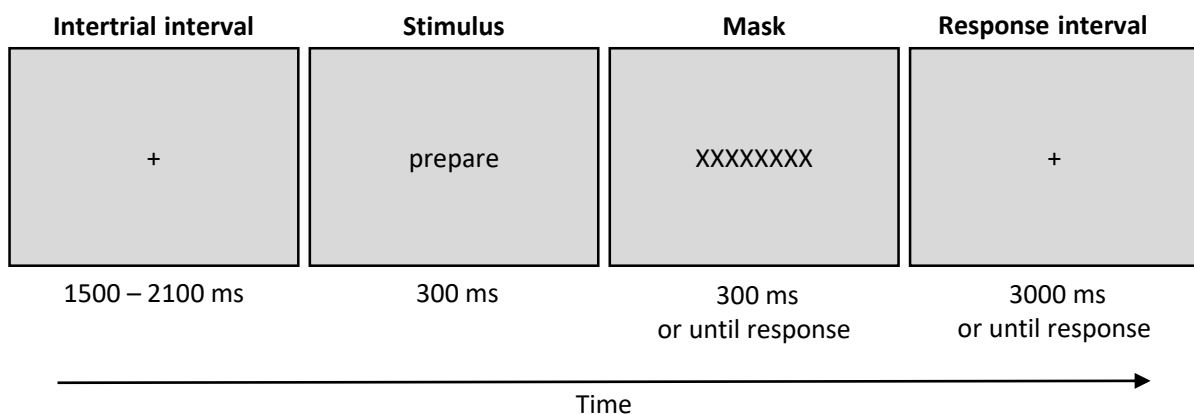 Intertrial interval
Stimulus
Mask
Response interval
+
prepare
XXXXXXXX
+
1500 – 2100 ms
300 ms
300 ms
or until response
3000 ms
or until response
Time